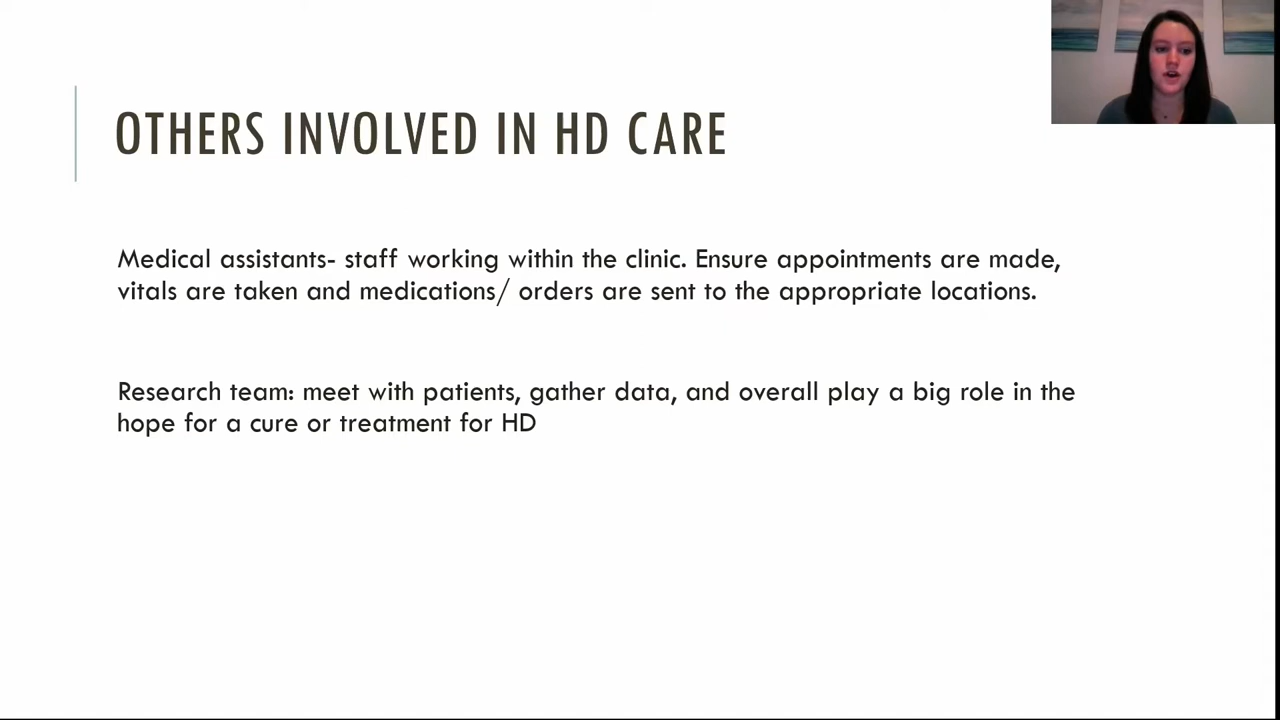 OTHERS INVOLVED IN HD CARE
Medical assistants- staff working within the clinic. Ensure appointments are made,
vitals are taken and medications/ orders are sent to the appropriate locations.
Research team: meet with patients, gather data, and overall play a big role in the
hope for a cure or treatment for HD